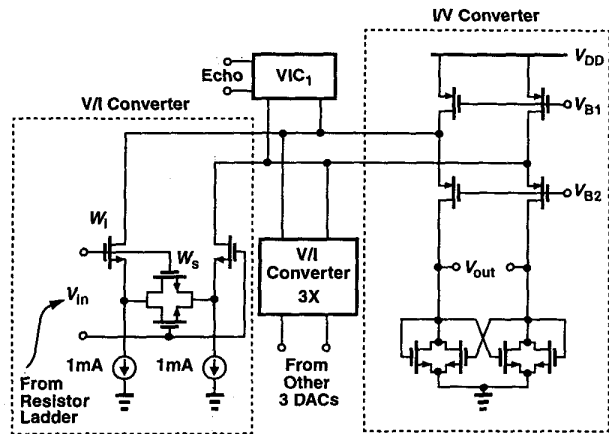 I/V Converter
VDD
Echo
VIC1
V/I Converter
VB1
Wi
Ws
VB2
V/I
Converter
3X
Vout
Vin
1mA
1mA
From
Resistor
Ladder
From
Other
3 DACs